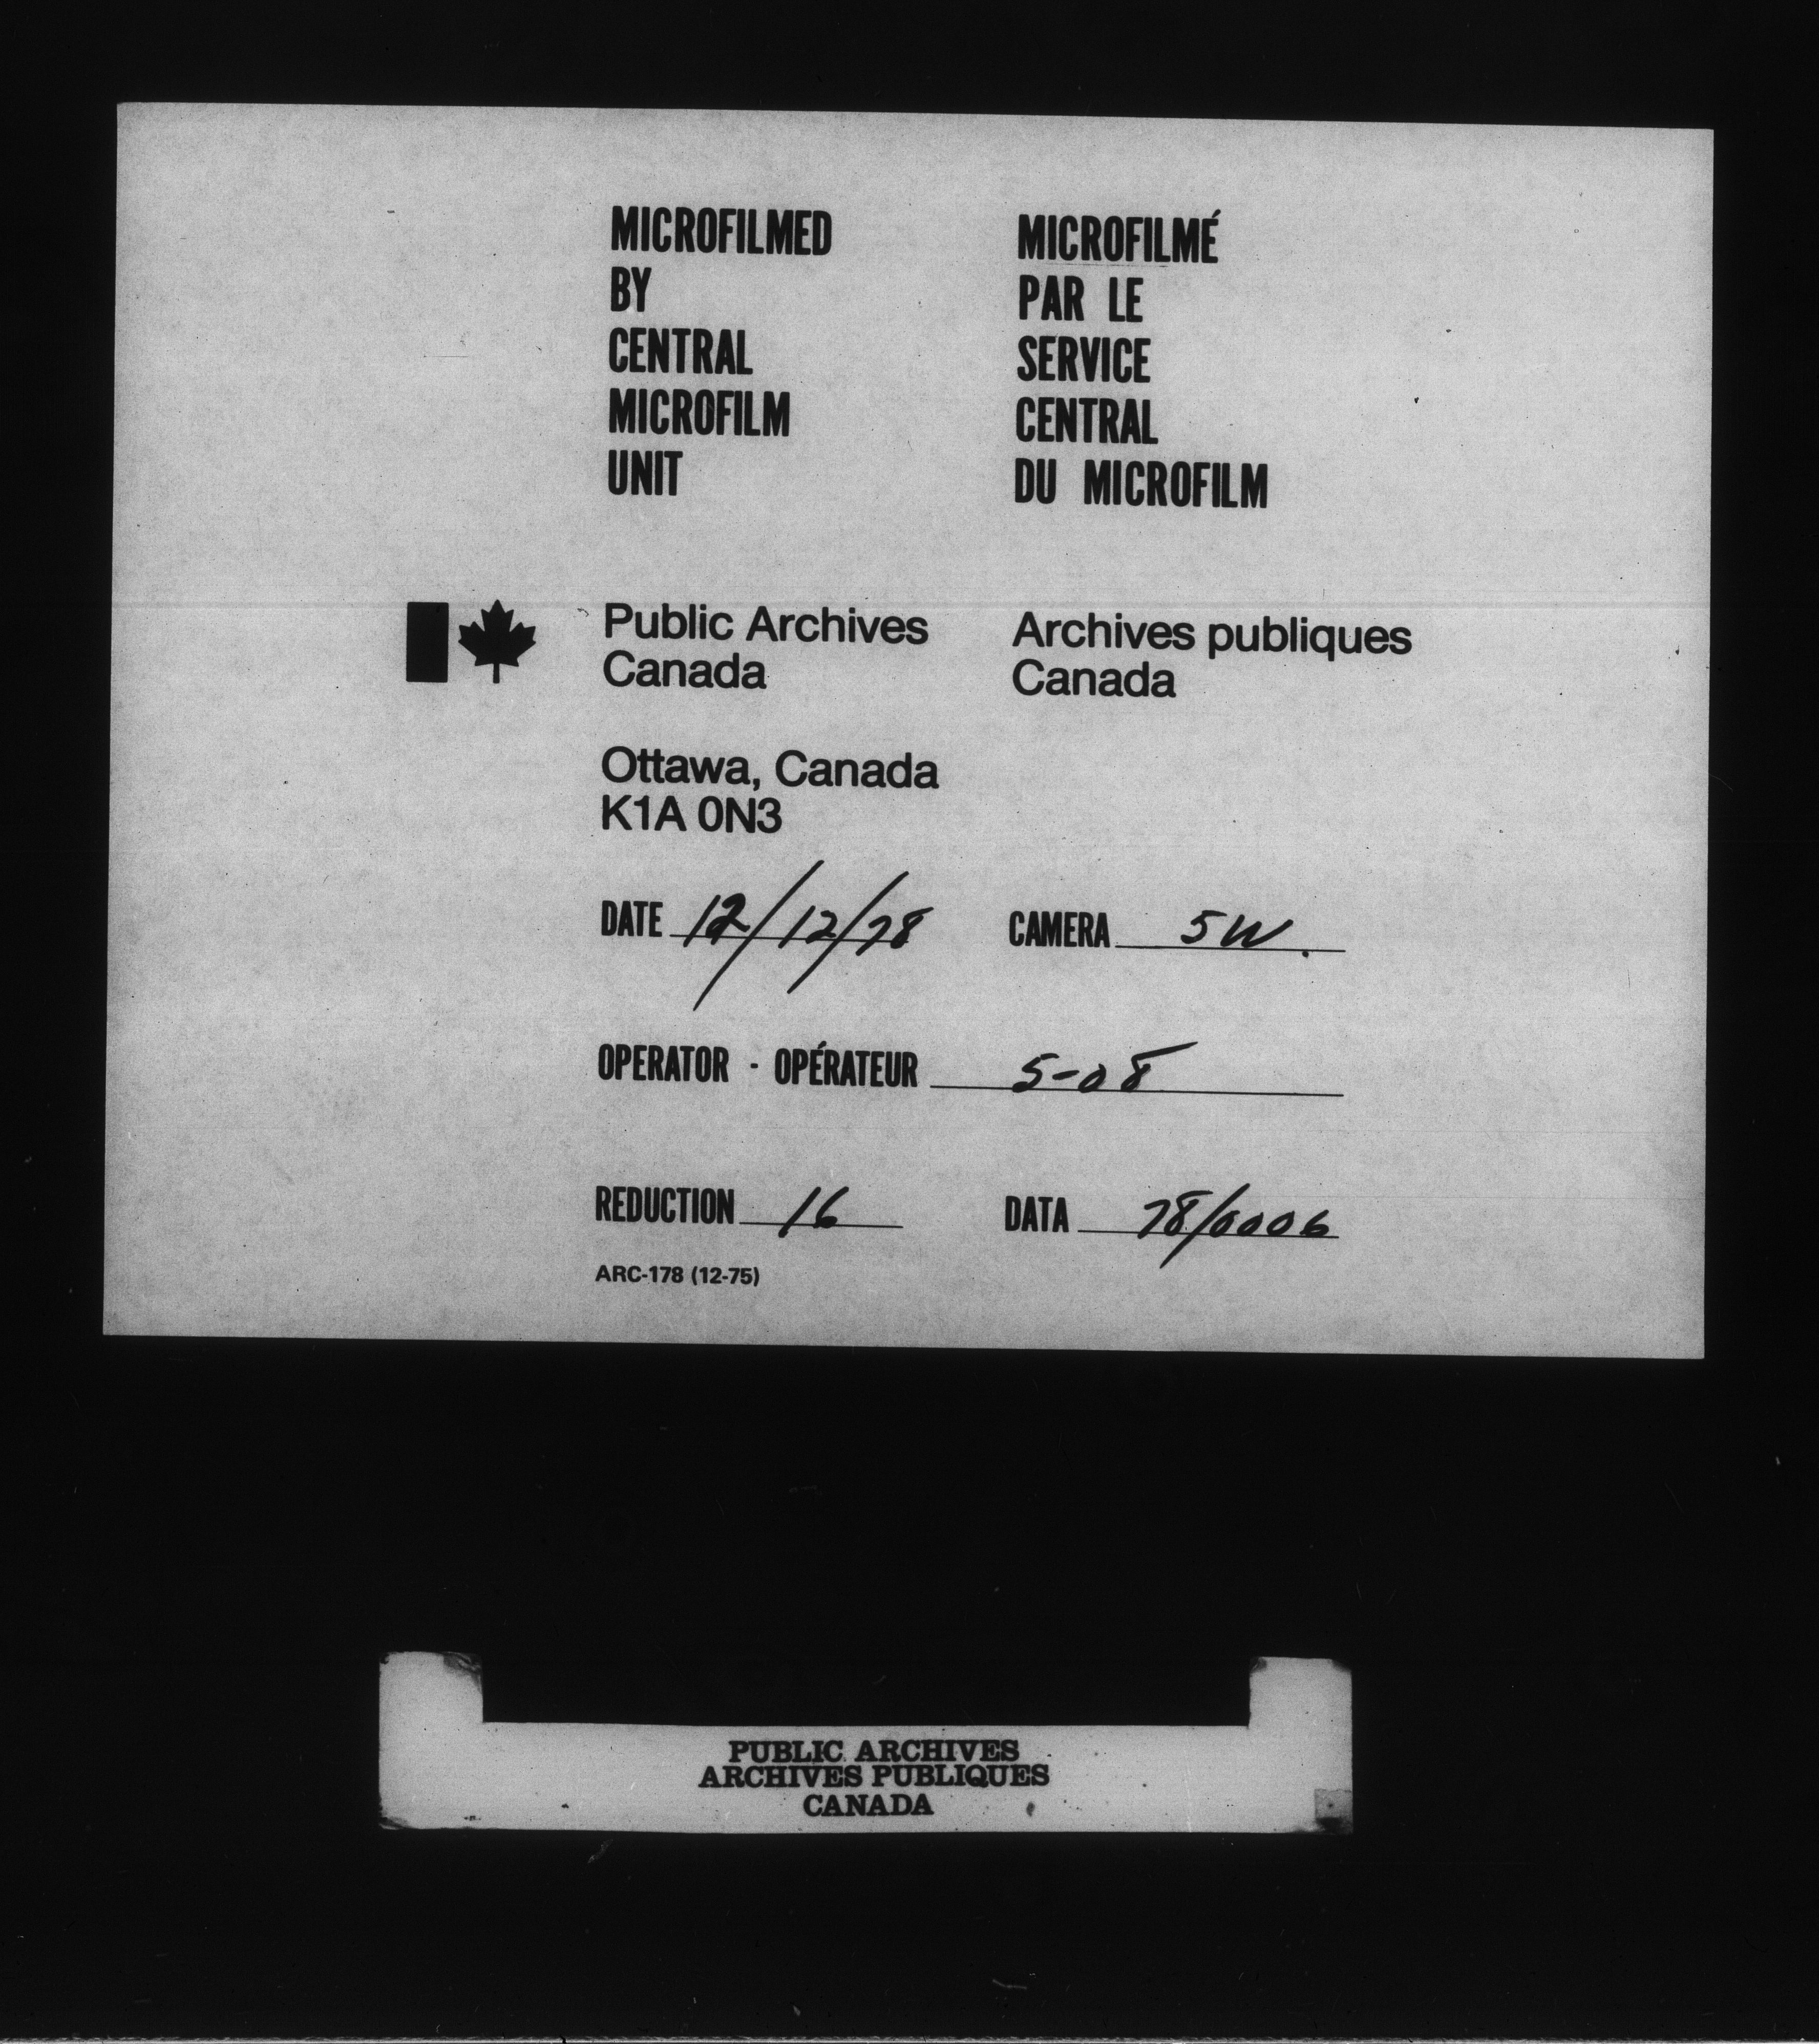 MICROFILMED
BY
CENTRAL
MICROFILM
UNIT
MICROFILMÉ
PAR LE
SERVICE
CENTRAL
DU MICROFILM
Public Archives
Canada
Archives publiques
Canada
Ottawa, Canada
K1A 0N3
DATE 12/12/78
CAMERA 5W.
OPERATOR - OPÉRATEUR 5-08
REDUCTION 16
DATA 78/0006
ARC-178 (12-75)
PUBLIC ARCHIVES
ARCHIVES PUBLIQUES
CANADA